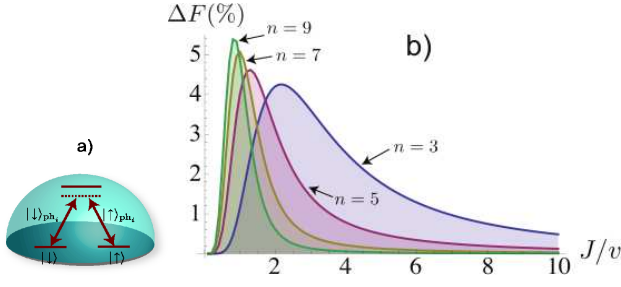 ΔF(%)
n = 9
n = 7
b)
5
4
3
2
1
n = 3
n = 5
2 4 6 8 10
J/v
a)
|↓⟩ph_i |↑⟩ph_i
|↓⟩ |↑⟩